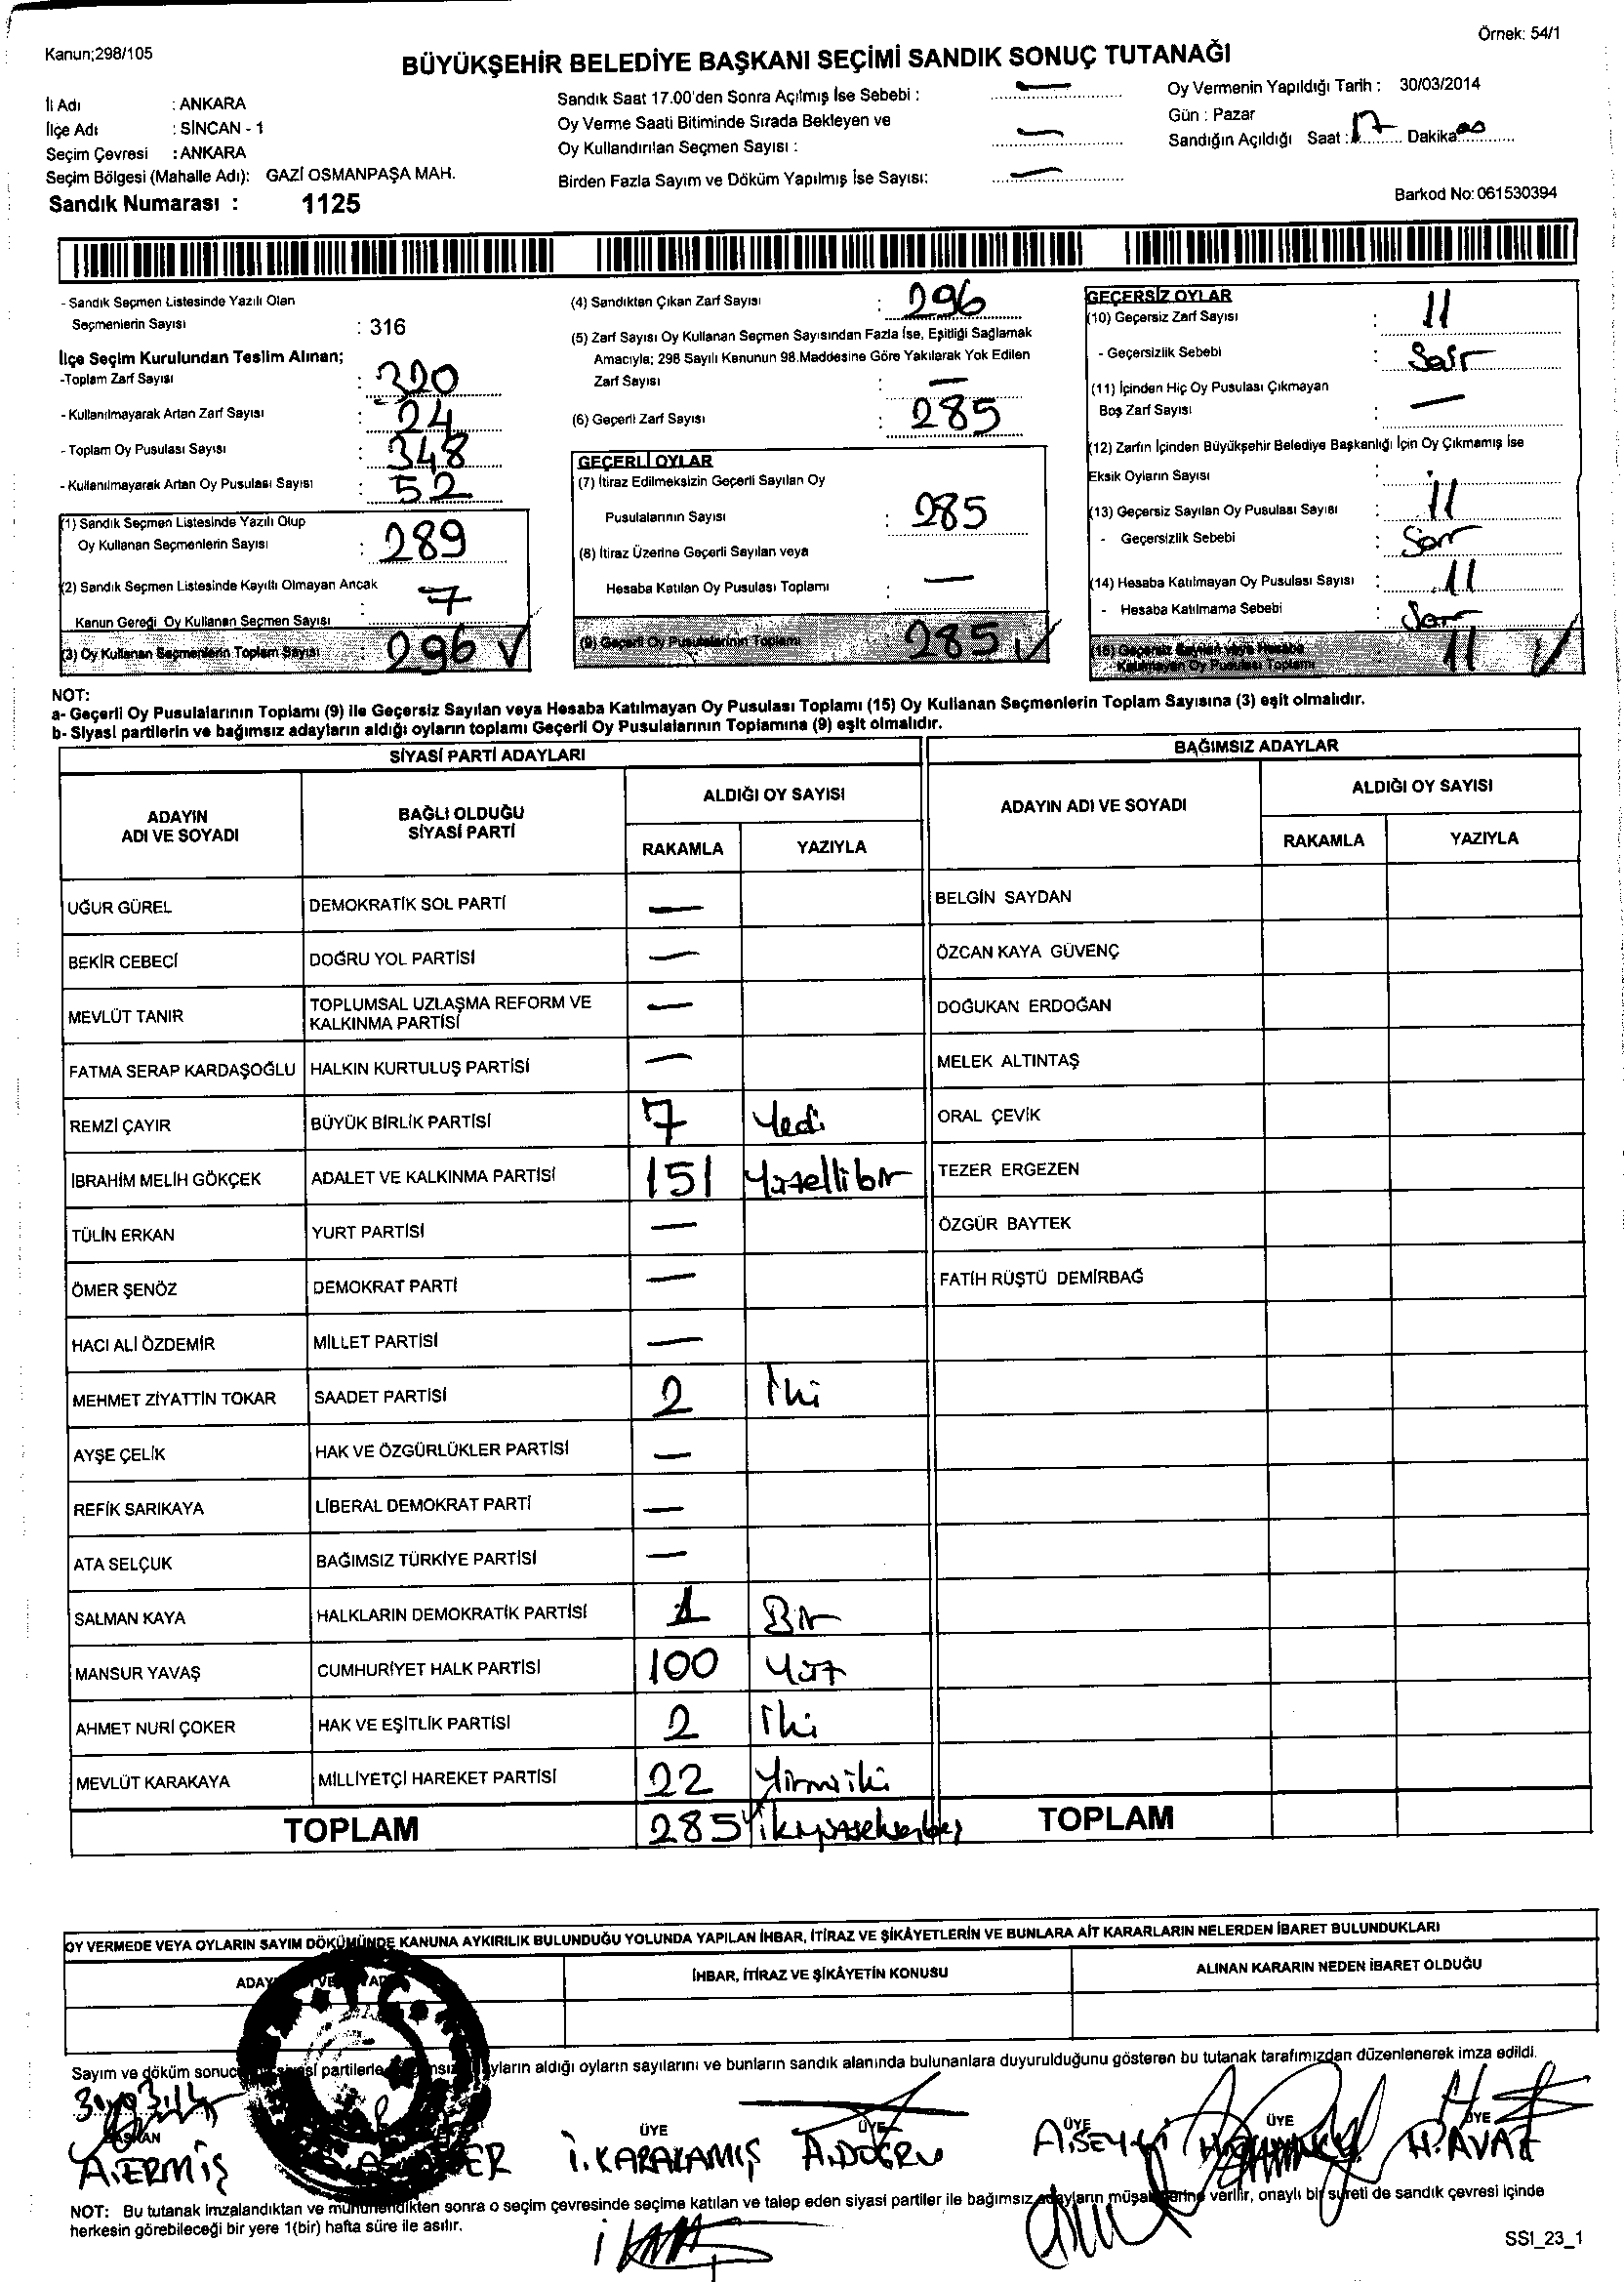 Örnek: 54/1
Kanun;298/105
BÜYÜKŞEHİR BELEDİYE BAŞKANI SEÇİMİ SANDIK SONUÇ TUTANAĞI
İl Adı : ANKARA
İlçe Adı : SİNCAN - 1
Seçim Çevresi : ANKARA
Seçim Bölgesi (Mahalle Adı): GAZİ OSMANPAŞA MAH.
Sandık Numarası : 1125
Sandık Saat 17.00'den Sonra Açılmış İse Sebebi : —
Oy Verme Saati Bitiminde Sırada Bekleyen ve
Oy Kullandırılan Seçmen Sayısı : —
Birden Fazla Sayım ve Döküm Yapılmış İse Sayısı: —
Oy Vermenin Yapıldığı Tarih : 30/03/2014
Gün : Pazar
Sandığın Açıldığı Saat : 17 Dakika 00
Barkod No: 061530394
- Sandık Seçmen Listesinde Yazılı Olan
Seçmenlerin Sayısı : 316
İlçe Seçim Kurulundan Teslim Alınan;
-Toplam Zarf Sayısı : 320
- Kullanılmayarak Artan Zarf Sayısı : 24
- Toplam Oy Pusulası Sayısı : 348
- Kullanılmayarak Artan Oy Pusulası Sayısı : 52
(1) Sandık Seçmen Listesinde Yazılı Olup
Oy Kullanan Seçmenlerin Sayısı : 289
(2) Sandık Seçmen Listesinde Kayıtlı Olmayan Ancak
Kanun Gereği Oy Kullanan Seçmen Sayısı : 7
(3) Oy Kullanan Seçmenlerin Toplam Sayısı : 296
(4) Sandıktan Çıkan Zarf Sayısı : 296
(5) Zarf Sayısı Oy Kullanan Seçmen Sayısından Fazla İse, Eşitliği Sağlamak
Amacıyla; 298 Sayılı Kanunun 98.Maddesine Göre Yakılarak Yok Edilen
Zarf Sayısı : —
(6) Geçerli Zarf Sayısı : 285
GEÇERLİ OYLAR
(7) İtiraz Edilmeksizin Geçerli Sayılan Oy
Pusulalarının Sayısı : 285
(8) İtiraz Üzerine Geçerli Sayılan veya
Hesaba Katılan Oy Pusulası Toplamı : —
(9) Geçerli Oy Pusulalarının Toplamı 285
GEÇERSİZ OYLAR
(10) Geçersiz Zarf Sayısı : 11
- Geçersizlik Sebebi :
(11) İçinden Hiç Oy Pusulası Çıkmayan
Boş Zarf Sayısı : —
(12) Zarfın İçinden Büyükşehir Belediye Başkanlığı İçin Oy Çıkmamış İse
Eksik Oyların Sayısı :
(13) Geçersiz Sayılan Oy Pusulası Sayısı : 11
- Geçersizlik Sebebi :
(14) Hesaba Katılmayan Oy Pusulası Sayısı : 11
- Hesaba Katılmama Sebebi :
(15) Geçersiz Sayılan veya Hesaba
Katılmayan Oy Pusulası Toplamı 11
NOT:
a- Geçerli Oy Pusulalarının Toplamı (9) ile Geçersiz Sayılan veya Hesaba Katılmayan Oy Pusulası Toplamı (15) Oy Kullanan Seçmenlerin Toplam Sayısına (3) eşit olmalıdır.
b- Siyasi partilerin ve bağımsız adayların aldığı oyların toplamı Geçerli Oy Pusulalarının Toplamına (9) eşit olmalıdır.
SİYASİ PARTİ ADAYLARI
ADAYIN ADI VE SOYADI
BAĞLI OLDUĞU SİYASİ PARTİ
ALDIĞI OY SAYISI
RAKAMLA YAZIYLA
UĞUR GÜREL DEMOKRATİK SOL PARTİ —
BEKİR CEBECİ DOĞRU YOL PARTİSİ —
MEVLÜT TANIR TOPLUMSAL UZLAŞMA REFORM VE KALKINMA PARTİSİ —
FATMA SERAP KARDAŞOĞLU HALKIN KURTULUŞ PARTİSİ —
REMZİ ÇAYIR BÜYÜK BİRLİK PARTİSİ 7 Yedi
İBRAHİM MELİH GÖKÇEK ADALET VE KALKINMA PARTİSİ 151 Yüzellibir
TÜLİN ERKAN YURT PARTİSİ —
ÖMER ŞENÖZ DEMOKRAT PARTİ —
HACI ALİ ÖZDEMİR MİLLET PARTİSİ —
MEHMET ZİYATTİN TOKAR SAADET PARTİSİ 2 İki
AYŞE ÇELİK HAK VE ÖZGÜRLÜKLER PARTİSİ —
REFİK SARIKAYA LİBERAL DEMOKRAT PARTİ —
ATA SELÇUK BAĞIMSIZ TÜRKİYE PARTİSİ —
SALMAN KAYA HALKLARIN DEMOKRATİK PARTİSİ 1 Bir
MANSUR YAVAŞ CUMHURİYET HALK PARTİSİ 100 Yüz
AHMET NURİ ÇOKER HAK VE EŞİTLİK PARTİSİ 2 İki
MEVLÜT KARAKAYA MİLLİYETÇİ HAREKET PARTİSİ 22 Yirmiiki
TOPLAM 285 ikiyüzseksenbeş
BAĞIMSIZ ADAYLAR
ADAYIN ADI VE SOYADI
ALDIĞI OY SAYISI
RAKAMLA YAZIYLA
BELGİN SAYDAN
ÖZCAN KAYA GÜVENÇ
DOĞUKAN ERDOĞAN
MELEK ALTINTAŞ
ORAL ÇEVİK
TEZER ERGEZEN
ÖZGÜR BAYTEK
FATİH RÜŞTÜ DEMİRBAĞ
TOPLAM
OY VERMEDE VEYA OYLARIN SAYIM DÖKÜMÜNDE KANUNA AYKIRILIK BULUNDUĞU YOLUNDA YAPILAN İHBAR, İTİRAZ VE ŞİKÂYETLERİN VE BUNLARA AİT KARARLARIN NELERDEN İBARET BULUNDUKLARI
İHBAR, İTİRAZ VE ŞİKÂYETİN KONUSU
ALINAN KARARIN NEDEN İBARET OLDUĞU
Sayım ve döküm aldığı oyların sayılarını ve bunların sandık alanında bulunanlara duyurulduğunu gösteren bu tutanak tarafımızdan düzenlenerek imza edildi.
ÜYE ÜYE ÜYE ÜYE ÜYE
A.ERMİŞ İ.KARAKAMIŞ A.DOĞRU H.AVAZ
NOT: Bu tutanak imzalandıktan ve mühürlendikten sonra o seçim çevresinde seçime katılan ve talep eden siyasi partiler ile bağımsız adayların müşahitlerine verilir, onaylı bir sureti de sandık çevresi içinde
herkesin görebileceği bir yere 1(bir) hafta süre ile asılır.
SSI_23_1